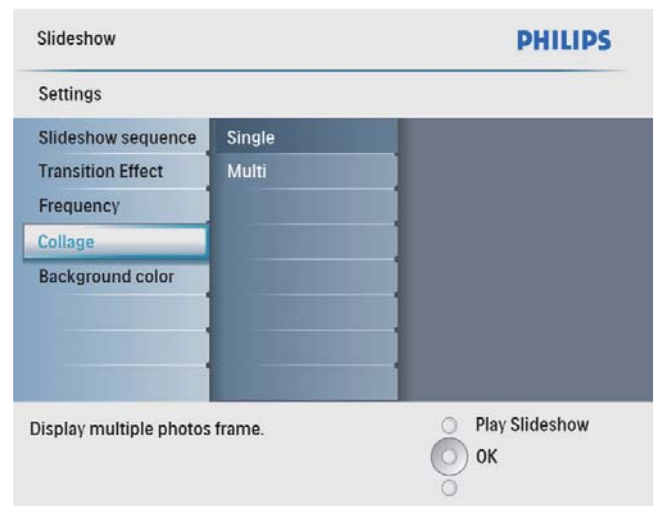 Slideshow
PHILIPS
Settings
Slideshow sequence
Single
Transition Effect
Multi
Frequency
Collage
Background color
Display multiple photos frame.
Play Slideshow
OK